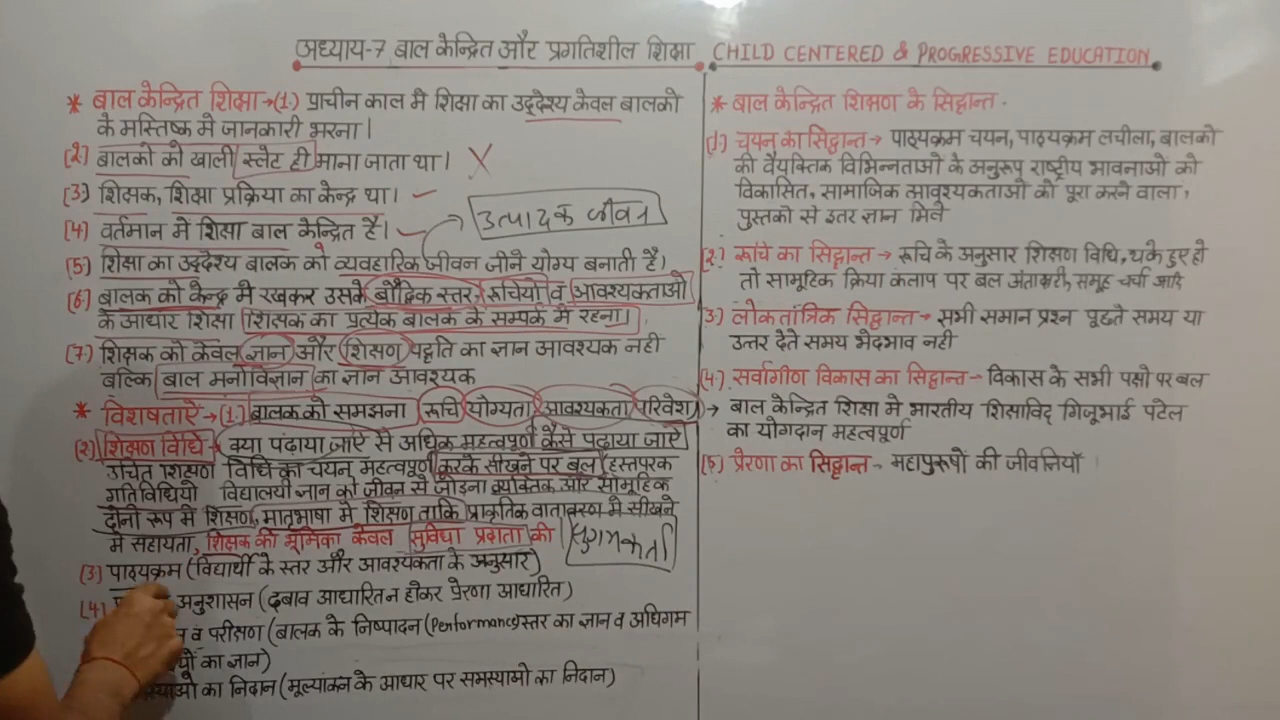 अध्याय-7 बाल केन्द्रित और प्रगतिशील शिक्षा CHILD CENTERED & PROGRESSIVE EDUCATION
* बाल केन्द्रित शिक्षा→(1) प्राचीन काल मे शिक्षा का उद्देश्य केवल बालको
के मस्तिष्क मे जानकारी भरना।
(2) बालको को खाली स्लेट ही माना जाता था। X
(3) शिक्षक, शिक्षा प्रक्रिया का केन्द्र था।
(4) वर्तमान में शिक्षा बाल केन्द्रित है। → उत्पादक जीवन
(5) शिक्षा का उद्देश्य बालक को व्यवहारिक जीवन जीने योग्य बनाती है।
(6) बालक को केन्द्र मे रखकर उसके बौद्धिक स्तर, रूचियो व आवश्यकताओ
के आधार शिक्षा शिक्षक का प्रत्येक बालक के सम्पर्क मे रहना।
(7) शिक्षक को केवल ज्ञान और शिक्षण पद्दति का ज्ञान आवश्यक नही
बल्कि बाल मनोविज्ञान का ज्ञान आवश्यक
* विशेषताऐं→(1) बालक को समझना रूचि योग्यता आवश्यकता परिवेश
(2) शिक्षण विधि→ क्या पढ़ाया जाऐ से अधिक महत्वपूर्ण कैसे पढ़ाया जाऐ
उचित शिक्षण विधि का चयन महत्वपूर्ण करके सीखने पर बल हस्तपरक
गतिविधियो विद्यालयी ज्ञान को जीवन से जोड़ना व्यक्तिक और सामूहिक
दोनो रूप मे शिक्षण, मातृभाषा मे शिक्षण ताकि प्राकृतिक वातावरण मे सीखने
मे सहायता, शिक्षक की भूमिका केवल सुविधा प्रदाता की सुगमकर्ता
(3) पाठ्यक्रम (विद्यार्थी के स्तर और आवश्यकता के अनुसार)
(4) अनुशासन (दबाव आधारित न होकर प्रेरणा आधारित)
व परीक्षण (बालक के निष्पादन (Performance) स्तर का ज्ञान व अधिगम
का ज्ञान)
का निदान (मूल्यांकन के आधार पर समस्याओ का निदान)
* बाल केन्द्रित शिक्षण के सिद्धान्त.
(1) चयन का सिद्धान्त→ पाठ्यक्रम चयन, पाठ्यक्रम लचीला, बालको
की वैयक्तिक विभिन्नताओ के अनुरूप राष्ट्रीय भावनाओ को
विकासित, सामाजिक आवश्यकताओ को पूरा करने वाला,
पुस्तको से इतर ज्ञान मिले
(2) रूचि का सिद्धान्त→ रूचि के अनुसार शिक्षण विधि, थके हुए हो
तो सामूहिक क्रिया कलाप पर बल अंताक्षरी, समूह चर्चा आदि
3) लोकतांत्रिक सिद्धान्त→ सभी समान प्रश्न पूछते समय या
उत्तर देते समय भेदभाव नही
(4) सर्वागीण विकास का सिद्धान्त→ विकास के सभी पक्षो पर बल
→ बाल केन्द्रित शिक्षा मे भारतीय शिक्षाविद् गिजूभाई पटेल
का योगदान महत्वपूर्ण
(5) प्रेरणा का सिद्धान्त- महापुरूषो की जीवनियाँ